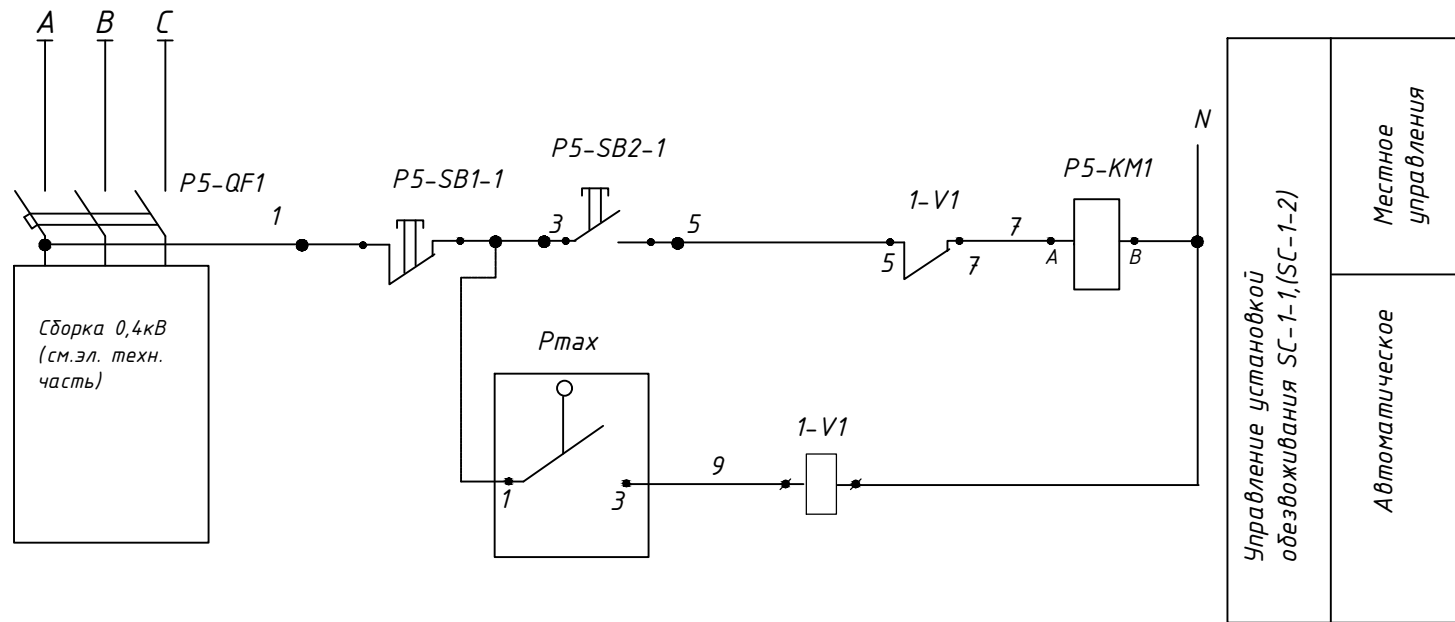 A
B
C
P5-QF1
1
P5-SB1-1
P5-SB2-1
3
5
1-V1
5
7
7
P5-KM1
A
B
N
Сборка 0,4кВ
(см.эл. техн.
часть)
Pmax
1
3
9
1-V1
Управление установкой
обезвоживания SC-1-1,(SC-1-2)
Местное
управления
Автоматическое